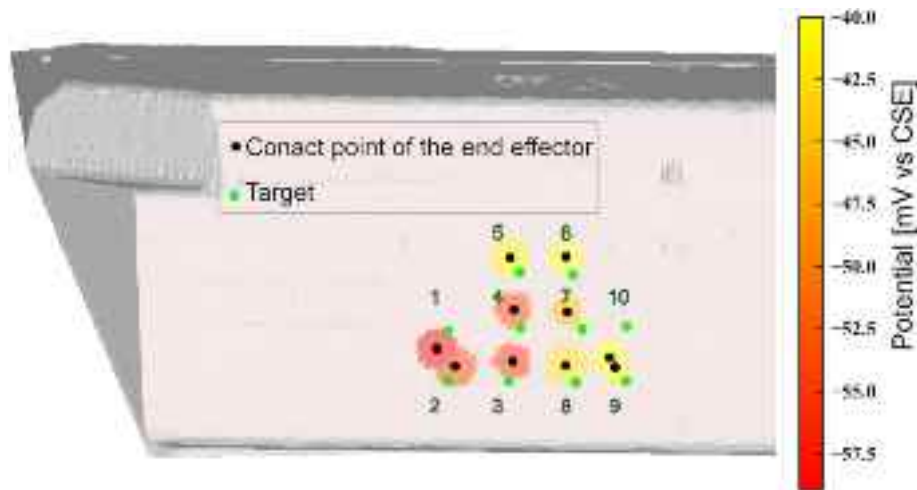 -40.0
-42.5
-45.0
-47.5
-50.0
-52.5
-55.0
-57.5
Potential [mV vs CSE]
Conact point of the end effector
Target
5 6
1 4 7 10
2 3 8 9